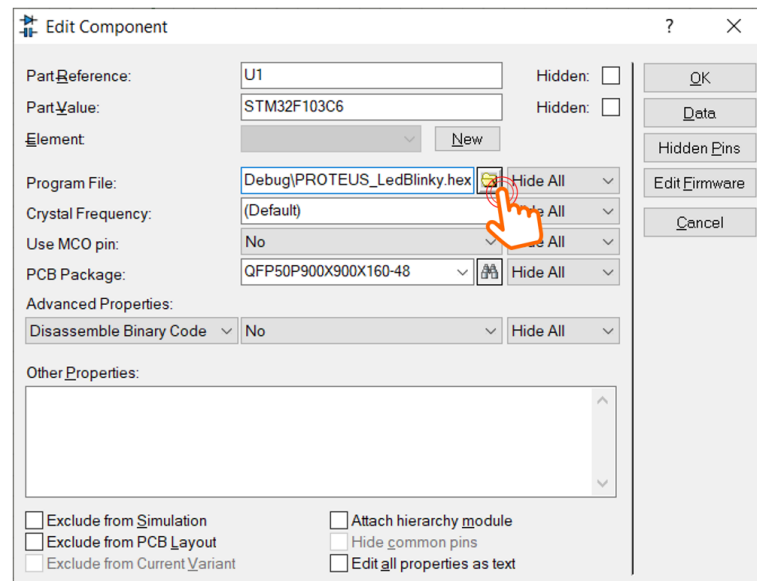 Edit Component
?
Part Reference: U1 Hidden:
Part Value: STM32F103C6 Hidden:
Element: New
Program File: Debug\PROTEUS_LedBlinky.hex Hide All
Crystal Frequency: (Default) All
Use MCO pin: No All
PCB Package: QFP50P900X900X160-48 Hide All
Advanced Properties:
Disassemble Binary Code No Hide All
Other Properties:
Exclude from Simulation Attach hierarchy module
Exclude from PCB Layout Hide common pins
Exclude from Current Variant Edit all properties as text
OK
Data
Hidden Pins
Edit Firmware
Cancel